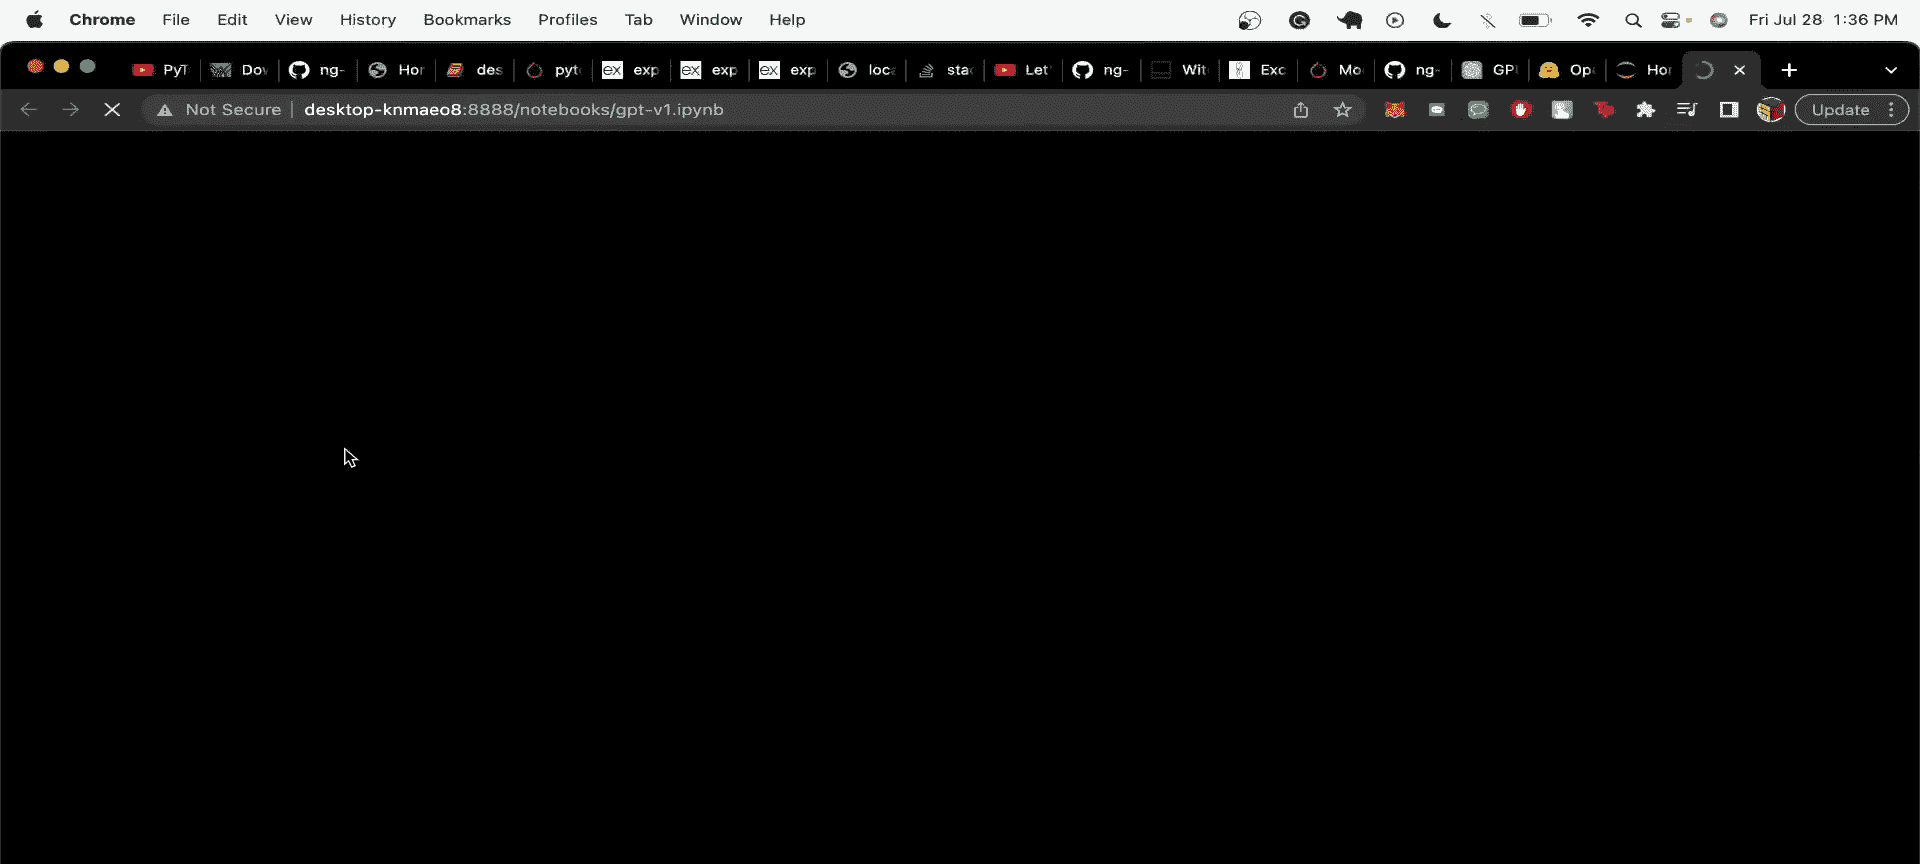 Chrome File Edit View History Bookmarks Profiles Tab Window Help Fri Jul 28 1:36 PM
PyT Dov ng- Hor des pyt ex exp ex exp ex exp loca sta Let' ng- Wit Exc Mo ng- GPT Op Hor
Not Secure | desktop-knmaeo8:8888/notebooks/gpt-v1.ipynb Update